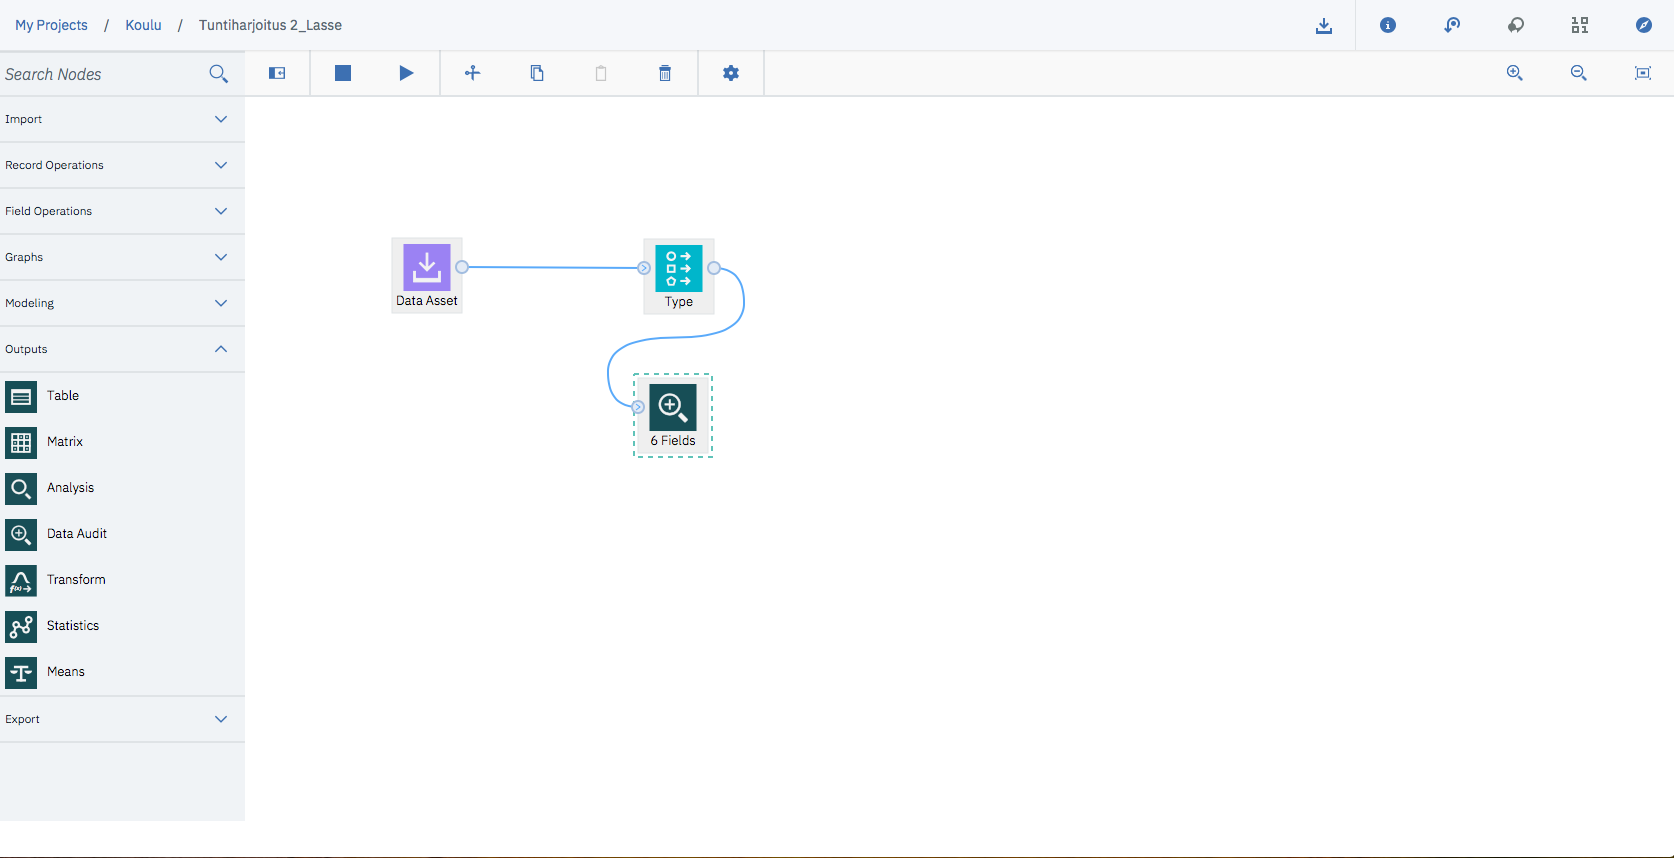 My Projects / Koulu / Tuntiharjoitus 2_Lasse
Search Nodes
Import
Record Operations
Field Operations
Graphs
Modeling
Outputs
Table
Matrix
Analysis
Data Audit
Transform
Statistics
Means
Export
Data Asset
Type
6 Fields